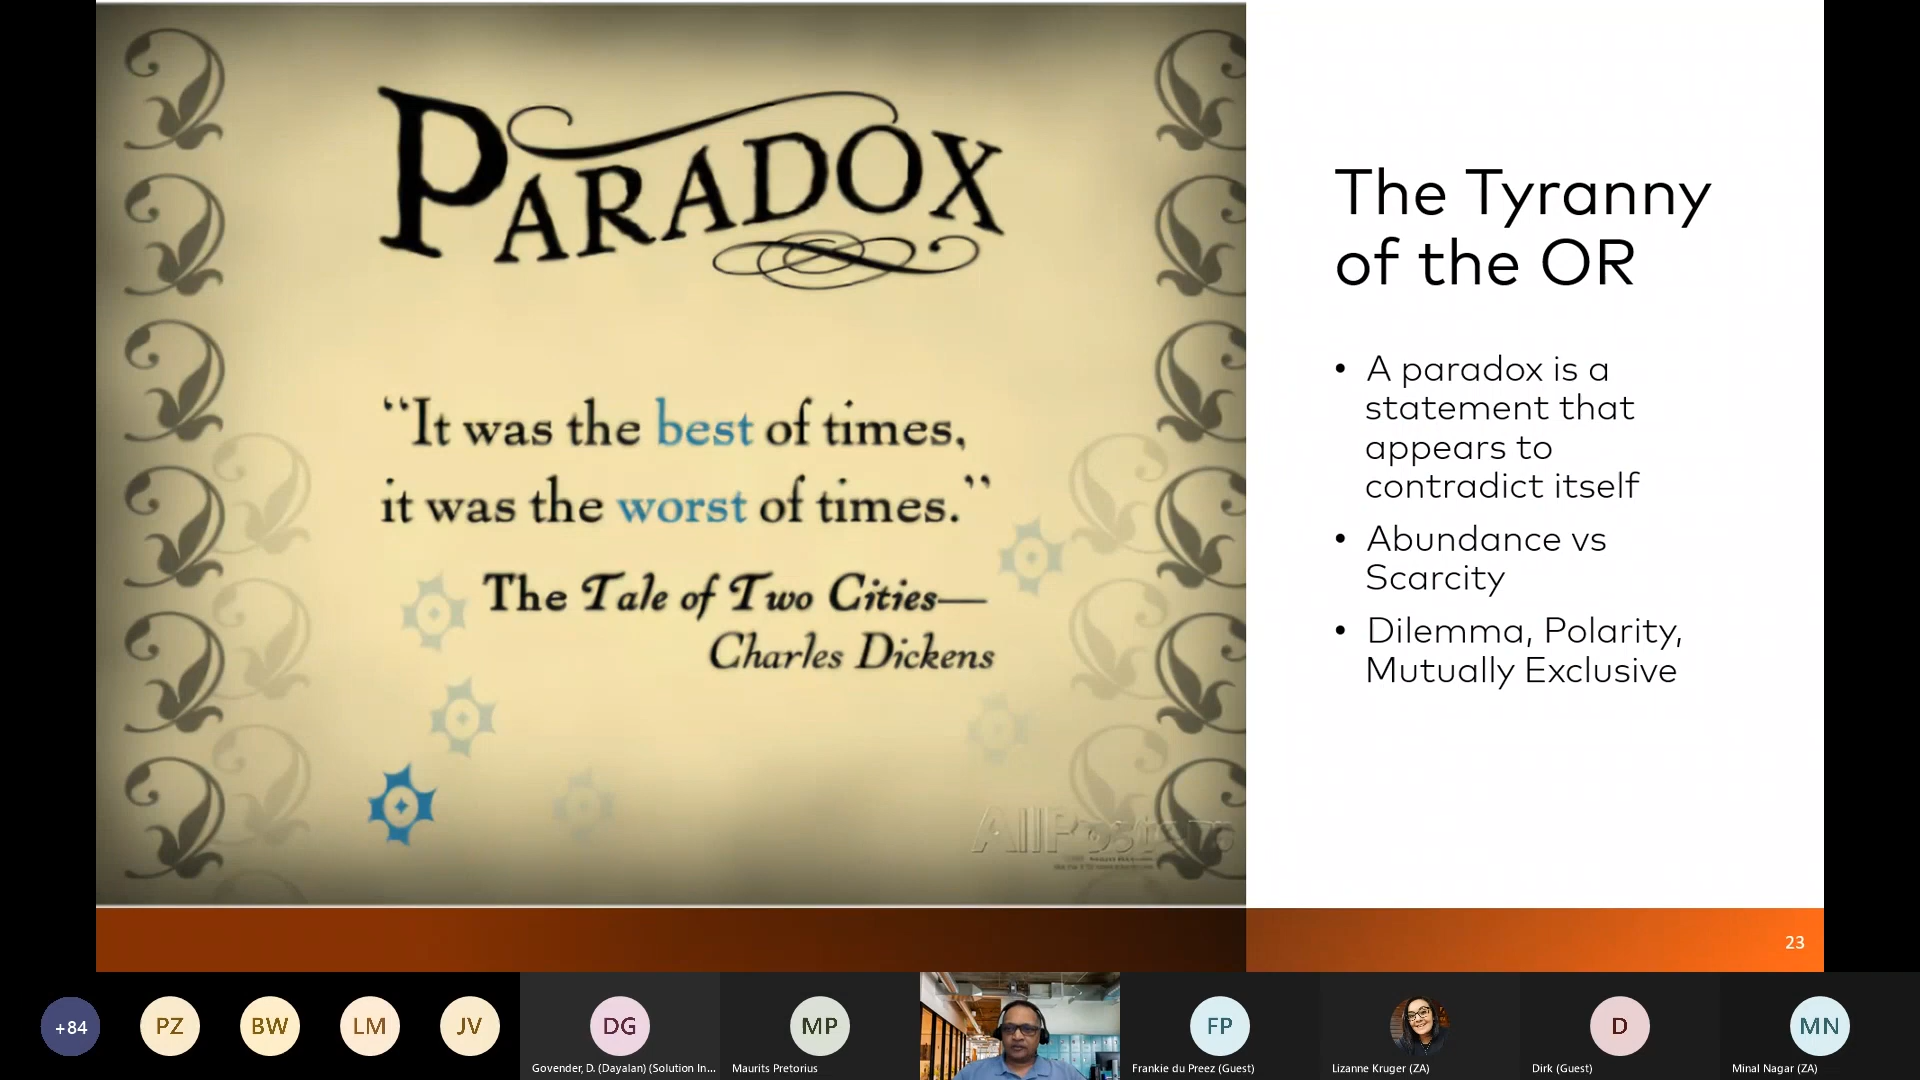 PARADOX
“It was the best of times,
it was the worst of times.”
The Tale of Two Cities—
Charles Dickens
AllPosters
The Tyranny
of the OR
• A paradox is a
statement that
appears to
contradict itself
• Abundance vs
Scarcity
• Dilemma, Polarity,
Mutually Exclusive
23
+84
PZ
BW
LM
JV
DG
Govender, D. (Dayalan) (Solution In...
MP
Maurits Pretorius
FP
Frankie du Preez (Guest)
Lizanne Kruger (ZA)
D
Dirk (Guest)
MN
Minal Nagar (ZA)